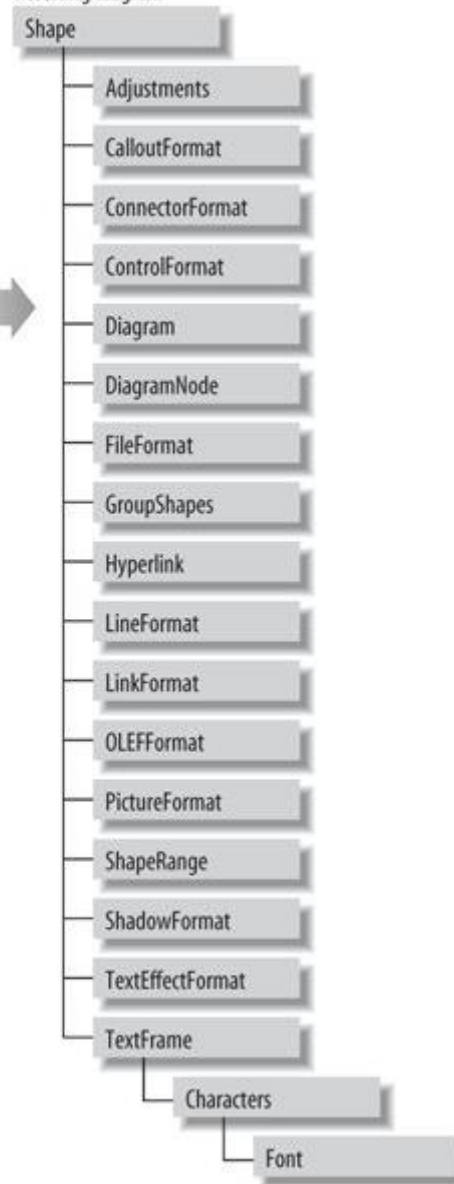 Shape
Adjustments
CalloutFormat
ConnectorFormat
ControlFormat
Diagram
DiagramNode
FileFormat
GroupShapes
Hyperlink
LineFormat
LinkFormat
OLEFFormat
PictureFormat
ShapeRange
ShadowFormat
TextEffectFormat
TextFrame
Characters
Font